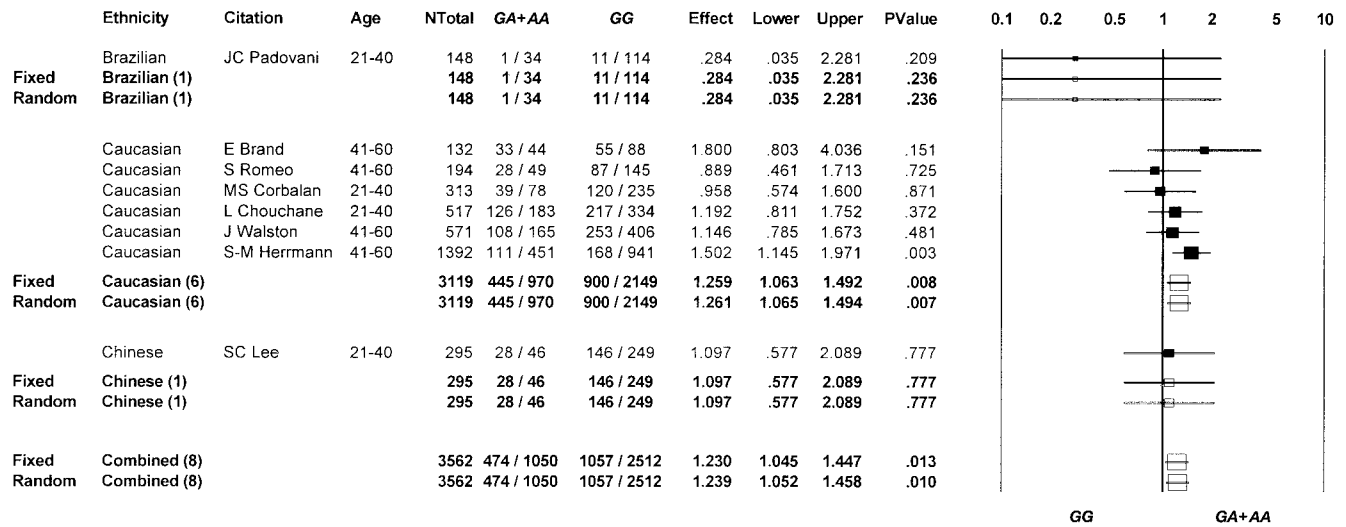 Ethnicity Citation Age NTotal GA+AA GG Effect Lower Upper PValue 0.1 0.2 0.5 1 2 5 10
Brazilian JC Padovani 21-40 148 1 / 34 11 / 114 .284 .035 2.281 .209
Fixed Brazilian (1) 148 1 / 34 11 / 114 .284 .035 2.281 .236
Random Brazilian (1) 148 1 / 34 11 / 114 .284 .035 2.281 .236
Caucasian E Brand 41-60 132 33 / 44 55 / 88 1.800 .803 4.036 .151
Caucasian S Romeo 41-60 194 28 / 49 87 / 145 .889 .461 1.713 .725
Caucasian MS Corbalan 21-40 313 39 / 78 120 / 235 .958 .574 1.600 .871
Caucasian L Chouchane 21-40 517 126 / 183 217 / 334 1.192 .811 1.752 .372
Caucasian J Walston 41-60 571 108 / 165 253 / 406 1.146 .785 1.673 .481
Caucasian S-M Herrmann 41-60 1392 111 / 451 168 / 941 1.502 1.145 1.971 .003
Fixed Caucasian (6) 3119 445 / 970 900 / 2149 1.259 1.063 1.492 .008
Random Caucasian (6) 3119 445 / 970 900 / 2149 1.261 1.065 1.494 .007
Chinese SC Lee 21-40 295 28 / 46 146 / 249 1.097 .577 2.089 .777
Fixed Chinese (1) 295 28 / 46 146 / 249 1.097 .577 2.089 .777
Random Chinese (1) 295 28 / 46 146 / 249 1.097 .577 2.089 .777
Fixed Combined (8) 3562 474 / 1050 1057 / 2512 1.230 1.045 1.447 .013
Random Combined (8) 3562 474 / 1050 1057 / 2512 1.239 1.052 1.458 .010
GG GA+AA